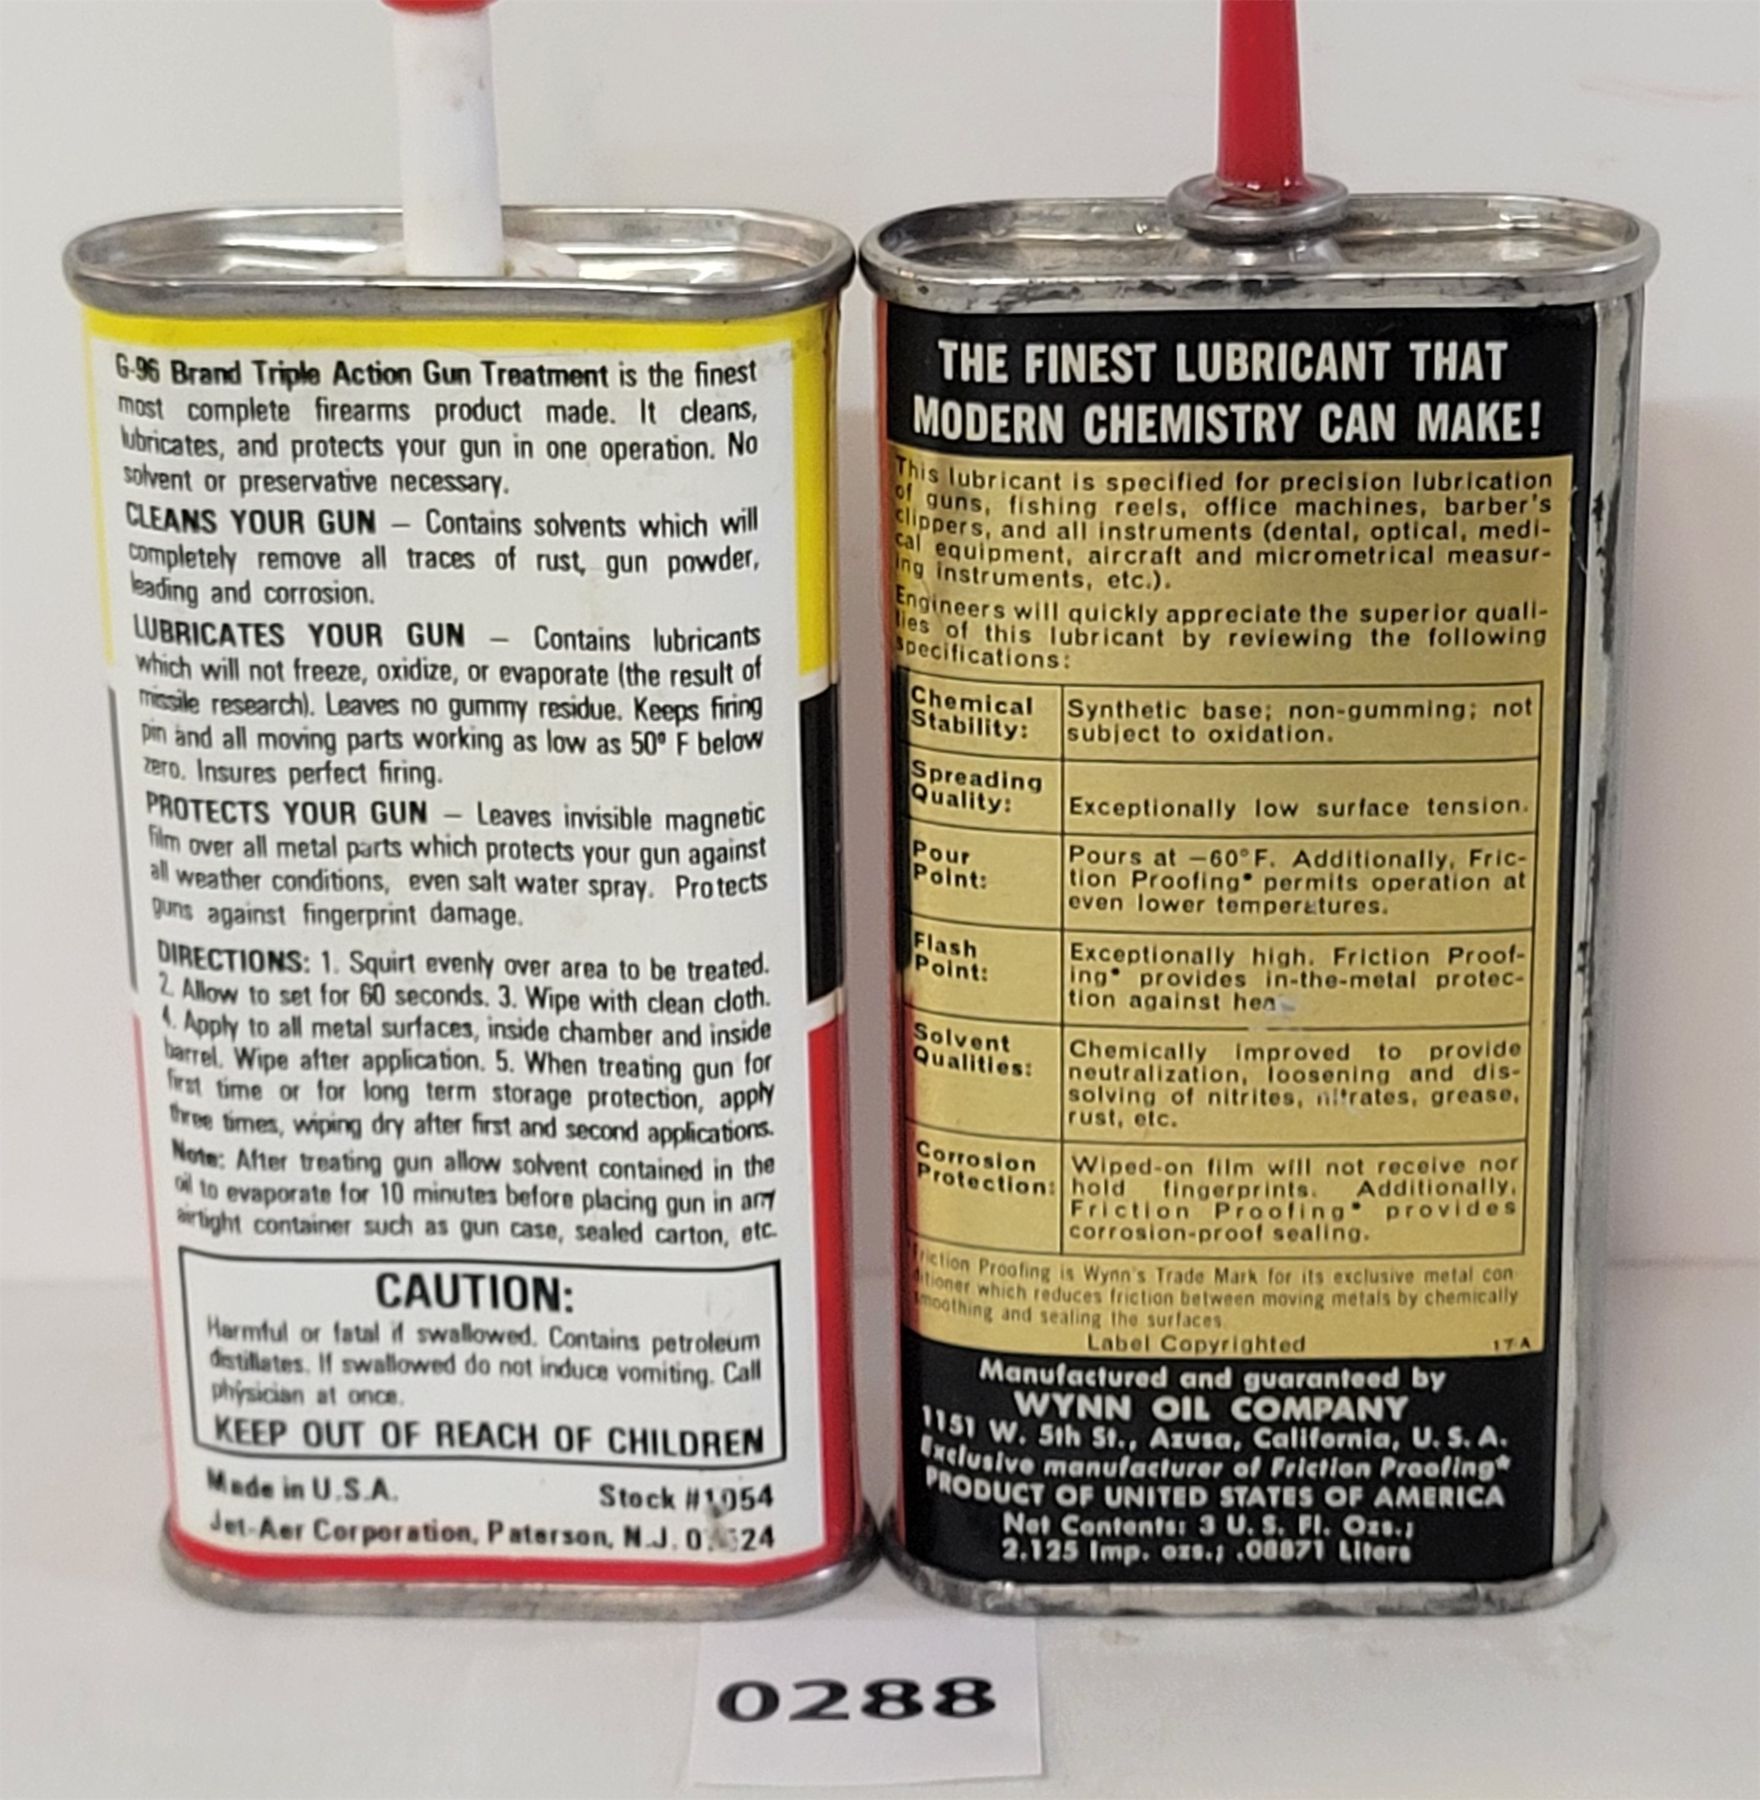 G-96 Brand Triple Action Gun Treatment is the finest
most complete firearms product made. It cleans,
lubricates, and protects your gun in one operation. No
solvent or preservative necessary.
CLEANS YOUR GUN – Contains solvents which will
completely remove all traces of rust, gun powder,
leading and corrosion.
LUBRICATES YOUR GUN – Contains lubricants
which will not freeze, oxidize, or evaporate (the result of
missile research). Leaves no gummy residue. Keeps firing
pin and all moving parts working as low as 50° F below
zero. Insures perfect firing.
PROTECTS YOUR GUN – Leaves invisible magnetic
film over all metal parts which protects your gun against
all weather conditions, even salt water spray. Protects
guns against fingerprint damage.
DIRECTIONS: 1. Squirt evenly over area to be treated.
2. Allow to set for 60 seconds. 3. Wipe with clean cloth.
4. Apply to all metal surfaces, inside chamber and inside
barrel. Wipe after application. 5. When treating gun for
first time or for long term storage protection, apply
three times, wiping dry after first and second applications.
Note: After treating gun allow solvent contained in the
oil to evaporate for 10 minutes before placing gun in any
airtight container such as gun case, sealed carton, etc.
CAUTION:
Harmful or fatal if swallowed. Contains petroleum
distillates. If swallowed do not induce vomiting. Call
physician at once.
KEEP OUT OF REACH OF CHILDREN
Made in U.S.A. Stock #1054
Jet-Aer Corporation, Paterson, N.J.
THE FINEST LUBRICANT THAT
MODERN CHEMISTRY CAN MAKE!
This lubricant is specified for precision lubrication
of guns, fishing reels, office machines, barber's
clippers, and all instruments (dental, optical, medi-
cal equipment, aircraft and micrometrical measur-
ing instruments, etc.).
Engineers will quickly appreciate the superior quali-
ties of this lubricant by reviewing the following
specifications:
Chemical
Stability:
Synthetic base; non-gumming; not
subject to oxidation.
Spreading
Quality:
Exceptionally low surface tension.
Pour
Point:
Pours at –60°F. Additionally, Fric-
tion Proofing* permits operation at
even lower temperatures.
Flash
Point:
Exceptionally high. Friction Proof-
ing* provides in-the-metal protec-
tion against
Solvent
Qualities:
Chemically improved to provide
neutralization, loosening and dis-
solving of nitrites, nitrates, grease,
rust, etc.
Corrosion
Protection:
Wiped-on film will not receive nor
hold fingerprints. Additionally,
Friction Proofing* provides
corrosion-proof sealing.
Friction Proofing is Wynn's Trade Mark for its exclusive metal con-
ditioner which reduces friction between moving metals by chemically
smoothing and sealing the surfaces.
Label Copyrighted 17-A
Manufactured and guaranteed by
WYNN OIL COMPANY
1151 W. 5th St., Azusa, California, U.S.A.
Exclusive manufacturer of Friction Proofing*
PRODUCT OF UNITED STATES OF AMERICA
Net Contents: 3 U.S. Fl. Ozs.;
2.125 Imp. ozs.; .08871 Liters
0288